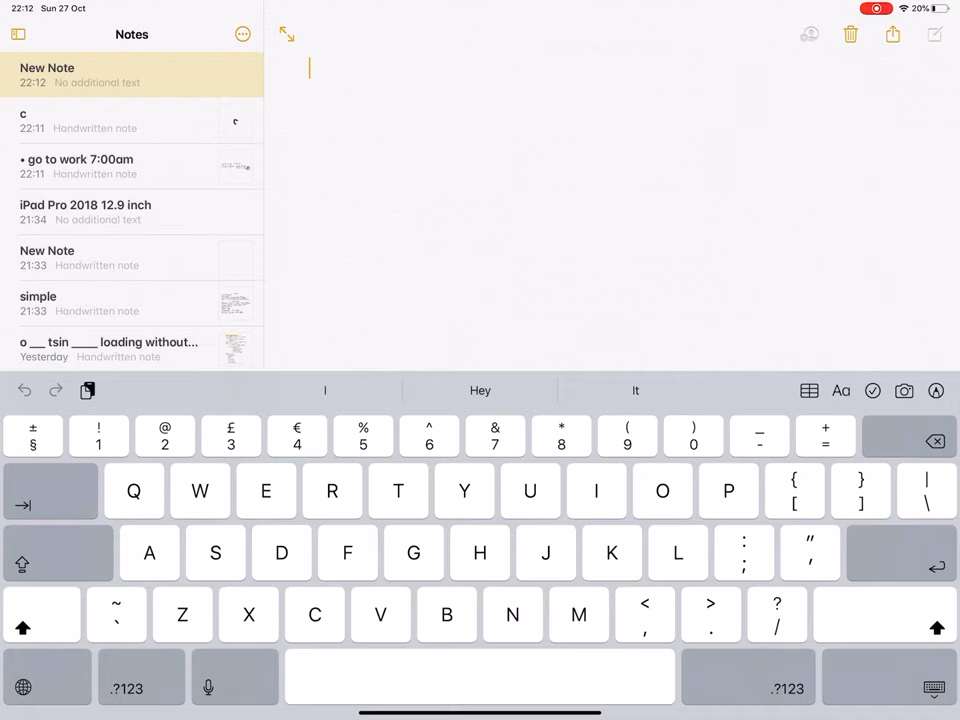 22:12 Sun 27 Oct
20%
Notes
New Note
22:12 No additional text
c
22:11 Handwritten note
• go to work 7:00am
22:11 Handwritten note
iPad Pro 2018 12.9 inch
21:34 No additional text
New Note
21:33 Handwritten note
simple
21:33 Handwritten note
o __ tsin ____ loading without...
Yesterday Handwritten note
I Hey It
Aa
± ! @ £ € % ^ & * ( ) _ +
§ 1 2 3 4 5 6 7 8 9 0 - =
Q W E R T Y U I O P { } |
[ ] \
A S D F G H J K L : "
; '
~ Z X C V B N M < > ?
` , . /
.?123 .?123